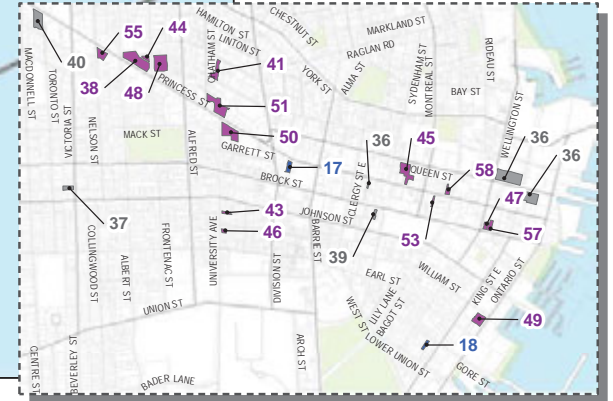 HAMILTON ST
CHESTNUT ST
MARKLAND ST
LINTON ST
RAGLAN RD
YORK ST
ALMA ST
SYDENHAM ST
MONTREAL ST
RIDEAU ST
BAY ST
55
44
40
38
48
41
MACDONNELL ST
TORONTO ST
VICTORIA ST
PRINCESS ST
51
NELSON ST
MACK ST
ALFRED ST
50
GARRETT ST
BROCK ST
17
36
CLERGY ST E
45
QUEEN ST
58
WELLINGTON ST
36
36
47
37
43
46
JOHNSON ST
39
53
57
COLLINGWOOD ST
ALBERT ST
FRONTENAC ST
UNIVERSITY AVE
DIVISION ST
BARRIE ST
EARL ST
WILLIAM ST
KING ST E
ONTARIO ST
UNION ST
WEST ST
LILY LANE
BAGOT ST
49
18
LOWER UNION ST
GORE ST
CENTRE ST
BEVERLEY ST
BADER LANE
ARCH ST